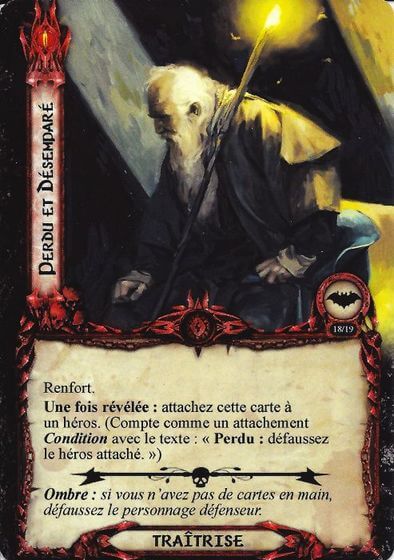 PERDU ET DÉSEMPARÉ
18/19
Renfort.
Une fois révélée : attachez cette carte à
un héros. (Compte comme un attachement
Condition avec le texte : « Perdu : défaussez
le héros attaché. »)
Ombre : si vous n'avez pas de cartes en main,
défaussez le personnage défenseur.
TRAÎTRISE